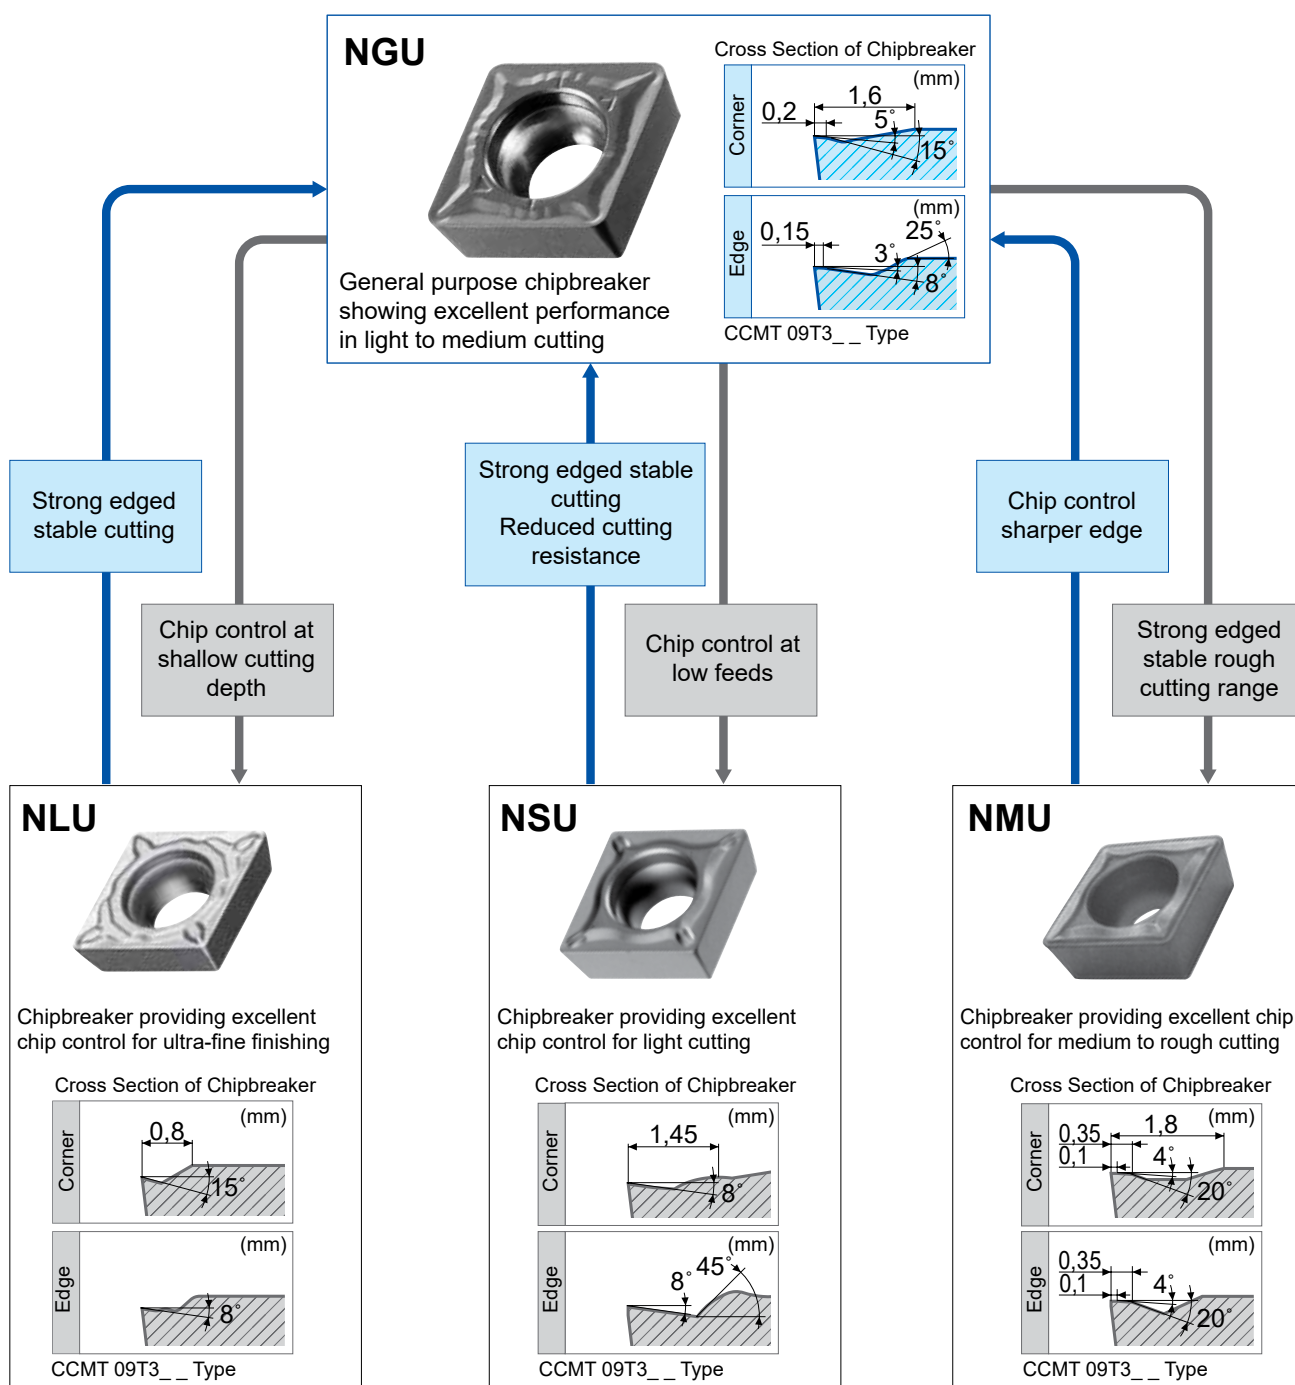 NGU
Cross Section of Chipbreaker
Corner
(mm)
0,2
1,6
5°
15°
Edge
(mm)
0,15
25°
3°
8°
CCMT 09T3_ _ Type
General purpose chipbreaker
showing excellent performance
in light to medium cutting
Strong edged
stable cutting
Strong edged stable
cutting
Reduced cutting
resistance
Chip control
sharper edge
Chip control at
shallow cutting
depth
Chip control at
low feeds
Strong edged
stable rough
cutting range
NLU
Chipbreaker providing excellent
chip control for ultra-fine finishing
Cross Section of Chipbreaker
Corner
(mm)
0,8
15°
Edge
(mm)
8°
CCMT 09T3_ _ Type
NSU
Chipbreaker providing excellent
chip control for light cutting
Cross Section of Chipbreaker
Corner
(mm)
1,45
8°
Edge
(mm)
8°
45°
CCMT 09T3_ _ Type
NMU
Chipbreaker providing excellent chip
control for medium to rough cutting
Cross Section of Chipbreaker
Corner
(mm)
0,35
1,8
0,1
4°
20°
Edge
(mm)
0,35
0,1
4°
20°
CCMT 09T3_ _ Type